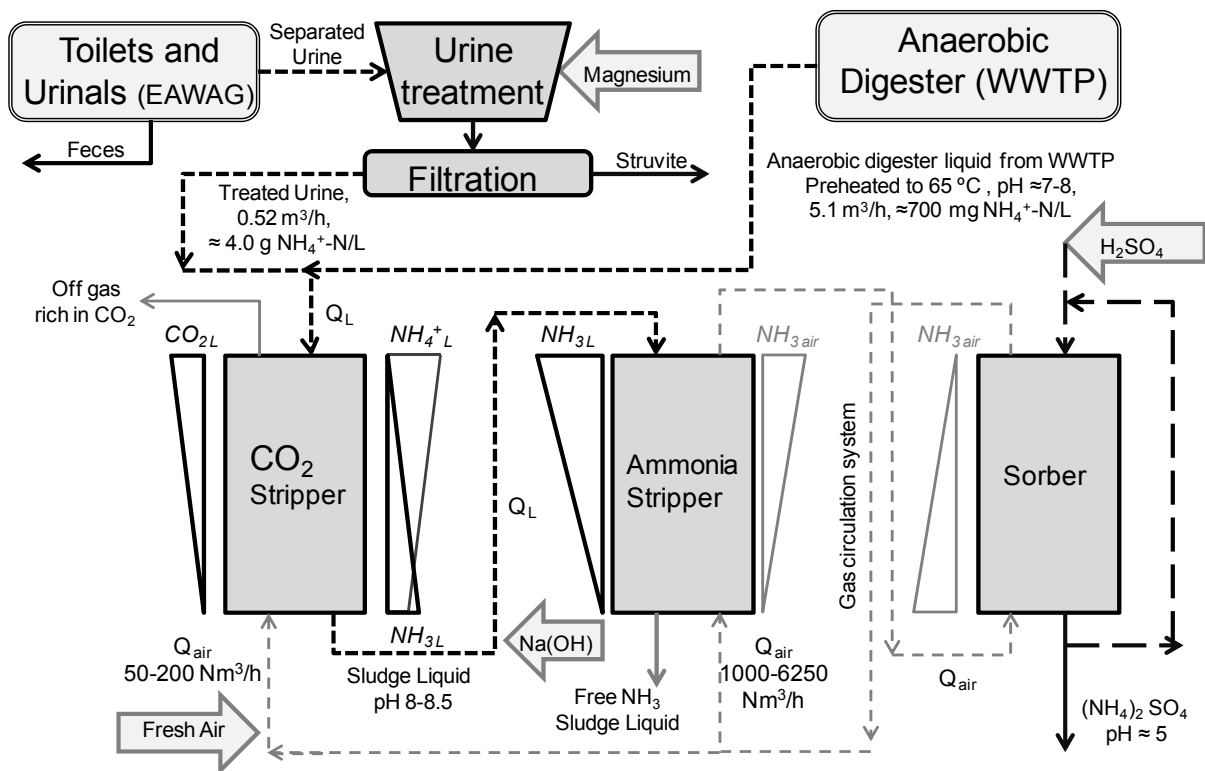 Toilets and
Urinals (EAWAG)
Separated
Urine
Urine
treatment
Magnesium
Anaerobic
Digester (WWTP)
Feces
Filtration
Struvite
Treated Urine,
0.52 m³/h,
≈ 4.0 g NH₄⁺-N/L
Anaerobic digester liquid from WWTP
Preheated to 65 ºC , pH ≈7-8,
5.1 m³/h, ≈700 mg NH₄⁺-N/L
H₂SO₄
Off gas
rich in CO₂
Q_L
CO₂ L
NH₄⁺ L
NH₃ L
NH₃ air
NH₃ air
CO₂
Stripper
Q_L
Ammonia
Stripper
Gas circulation system
Sorber
NH₃ L
Na(OH)
Q_air
50-200 Nm³/h
Sludge Liquid
pH 8-8.5
Free NH₃
Sludge Liquid
Q_air
1000-6250
Nm³/h
Q_air
(NH₄)₂ SO₄
pH ≈ 5
Fresh Air